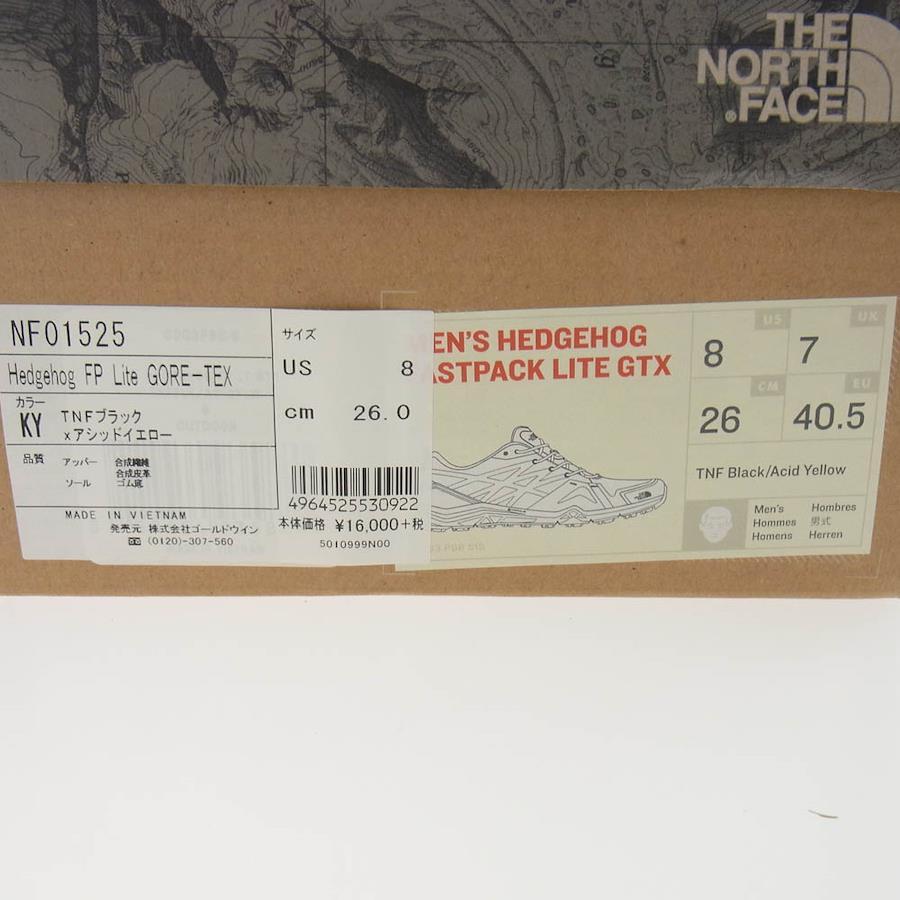 THE
NORTH
FACE
®
NF01525
Hedgehog FP Lite GORE-TEX
カラー
KY TNFブラック
×アシッドイエロー
品質 アッパー 合成繊維
合成皮革
ソール ゴム底
MADE IN VIETNAM
発売元 株式会社ゴールドウイン
(0120)-307-560
サイズ
US 8
cm 26.0
4964525530922
本体価格 ¥16,000+税
5010999N00
EN'S HEDGEHOG
ASTPACK LITE GTX
US
8
UK
7
CM
26
EU
40.5
TNF Black/Acid Yellow
Men's Hombres
Hommes 男式
Homens Herren